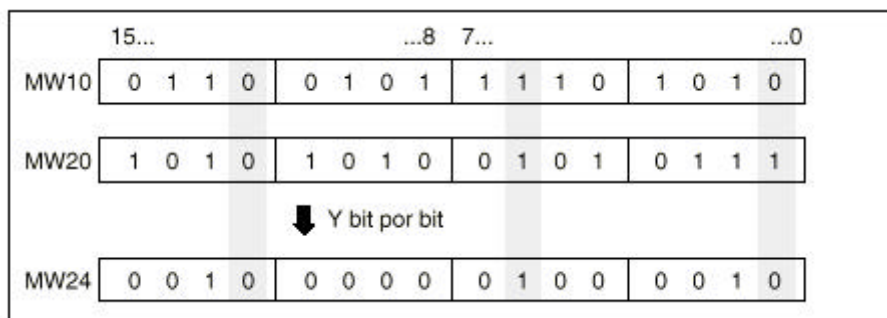 15... ...8 7... ...0
MW10 0 1 1 0 0 1 0 1 1 1 1 0 1 0 1 0
MW20 1 0 1 0 1 0 1 0 0 1 0 1 0 1 1 1
Y bit por bit
MW24 0 0 1 0 0 0 0 0 0 1 0 0 0 0 1 0